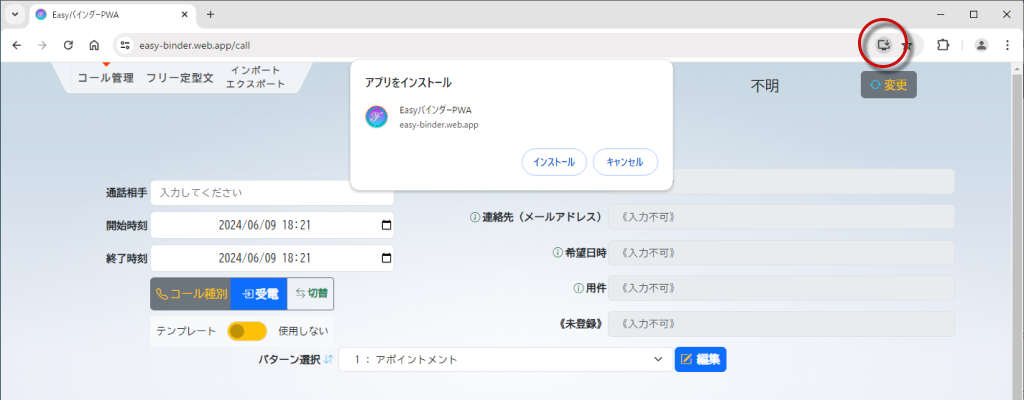 EasyバインダーPWA
easy-binder.web.app/call
コール管理 フリー定型文 インポート
エクスポート
アプリをインストール
EasyバインダーPWA
easy-binder.web.app
インストール キャンセル
不明
変更
通話相手 入力してください
開始時刻 2024/06/09 18:21
終了時刻 2024/06/09 18:21
コール種別 受電 切替
テンプレート 使用しない
連絡先（メールアドレス） 《入力不可》
希望日時 《入力不可》
用件 《入力不可》
《未登録》 《入力不可》
パターン選択 1：アポイントメント 編集